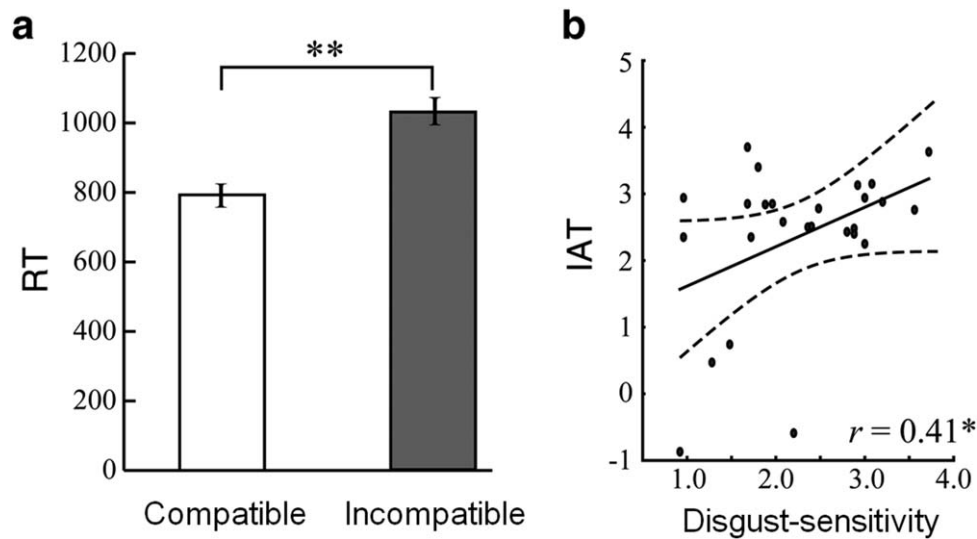 a
**
RT
1200
1000
800
600
400
200
0
Compatible
Incompatible
b
IAT
5
4
3
2
1
0
-1
r = 0.41*
1.0
2.0
3.0
4.0
Disgust-sensitivity